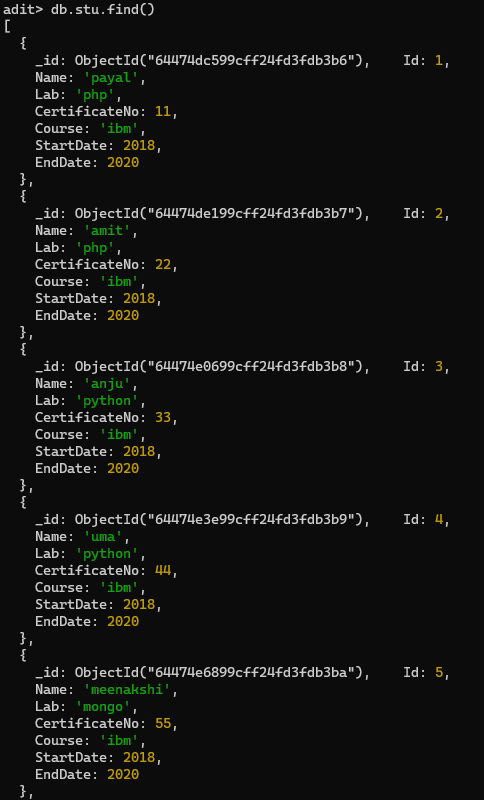 adit> db.stu.find()
[
  {
    _id: ObjectId("64474dc599cff24fd3fdb3b6"),    Id: 1,
    Name: 'payal',
    Lab: 'php',
    CertificateNo: 11,
    Course: 'ibm',
    StartDate: 2018,
    EndDate: 2020
  },
  {
    _id: ObjectId("64474de199cff24fd3fdb3b7"),    Id: 2,
    Name: 'amit',
    Lab: 'php',
    CertificateNo: 22,
    Course: 'ibm',
    StartDate: 2018,
    EndDate: 2020
  },
  {
    _id: ObjectId("64474e0699cff24fd3fdb3b8"),    Id: 3,
    Name: 'anju',
    Lab: 'python',
    CertificateNo: 33,
    Course: 'ibm',
    StartDate: 2018,
    EndDate: 2020
  },
  {
    _id: ObjectId("64474e3e99cff24fd3fdb3b9"),    Id: 4,
    Name: 'uma',
    Lab: 'python',
    CertificateNo: 44,
    Course: 'ibm',
    StartDate: 2018,
    EndDate: 2020
  },
  {
    _id: ObjectId("64474e6899cff24fd3fdb3ba"),    Id: 5,
    Name: 'meenakshi',
    Lab: 'mongo',
    CertificateNo: 55,
    Course: 'ibm',
    StartDate: 2018,
    EndDate: 2020
  },